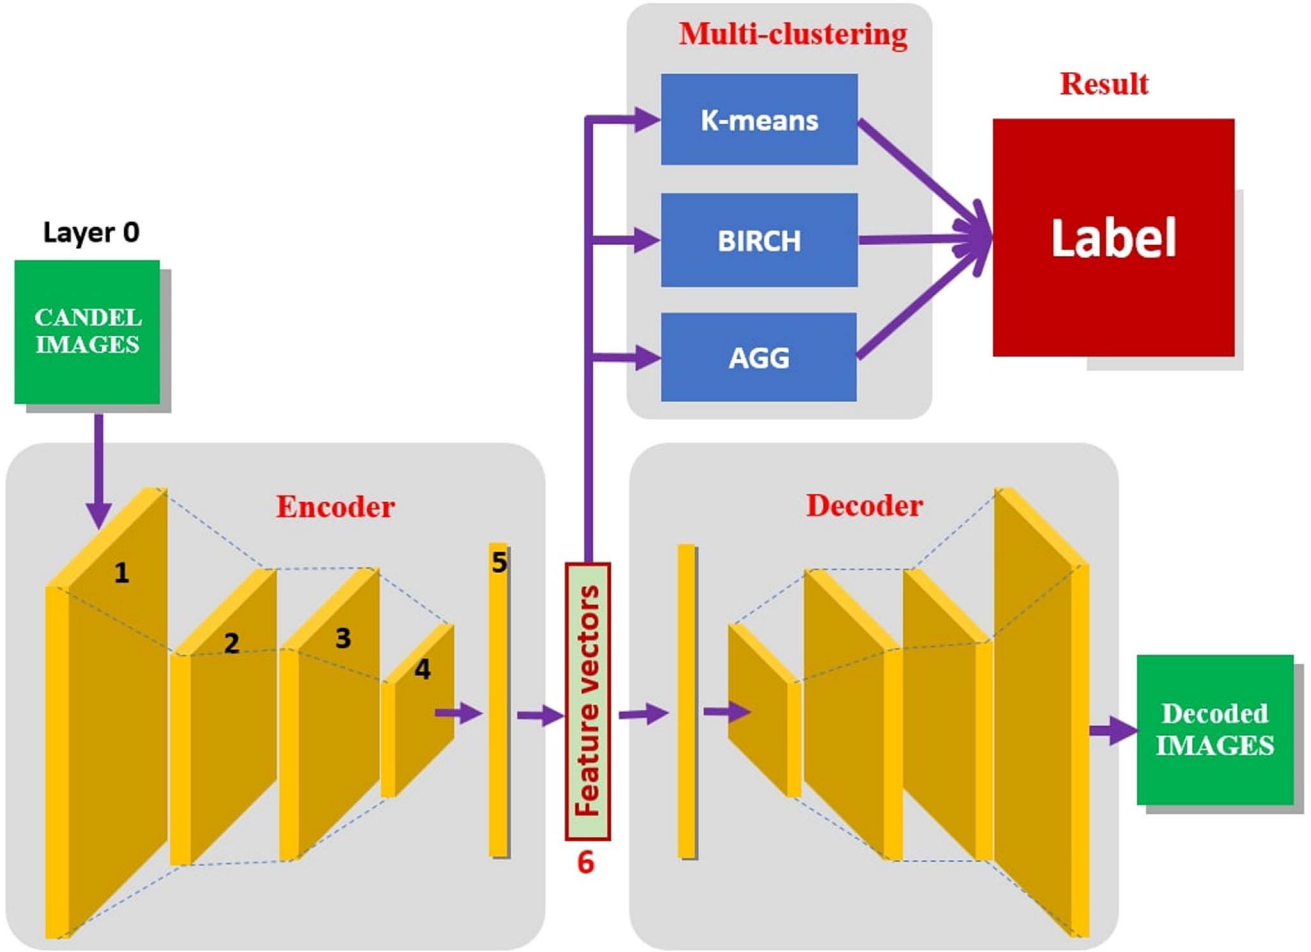 Multi-clustering
K-means
BIRCH
AGG
Result
Label
Layer 0
CANDEL
IMAGES
Encoder
1
2
3
4
5
Feature vectors
6
Decoder
Decoded
IMAGES